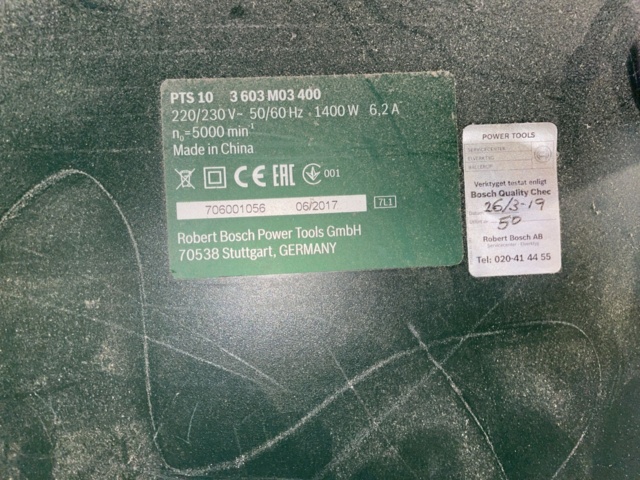 PTS 10 3 603 M03 400
220/230 V~ 50/60 Hz · 1400 W 6,2 A
n₀=5000 min⁻¹
Made in China
CE EAC 001
706001056 06/2017 7L1
Robert Bosch Power Tools GmbH
70538 Stuttgart, GERMANY
POWER TOOLS
Verktyget testat enligt
Bosch Quality Chec
26/3-19
50
Robert Bosch AB
Tel: 020-41 44 55